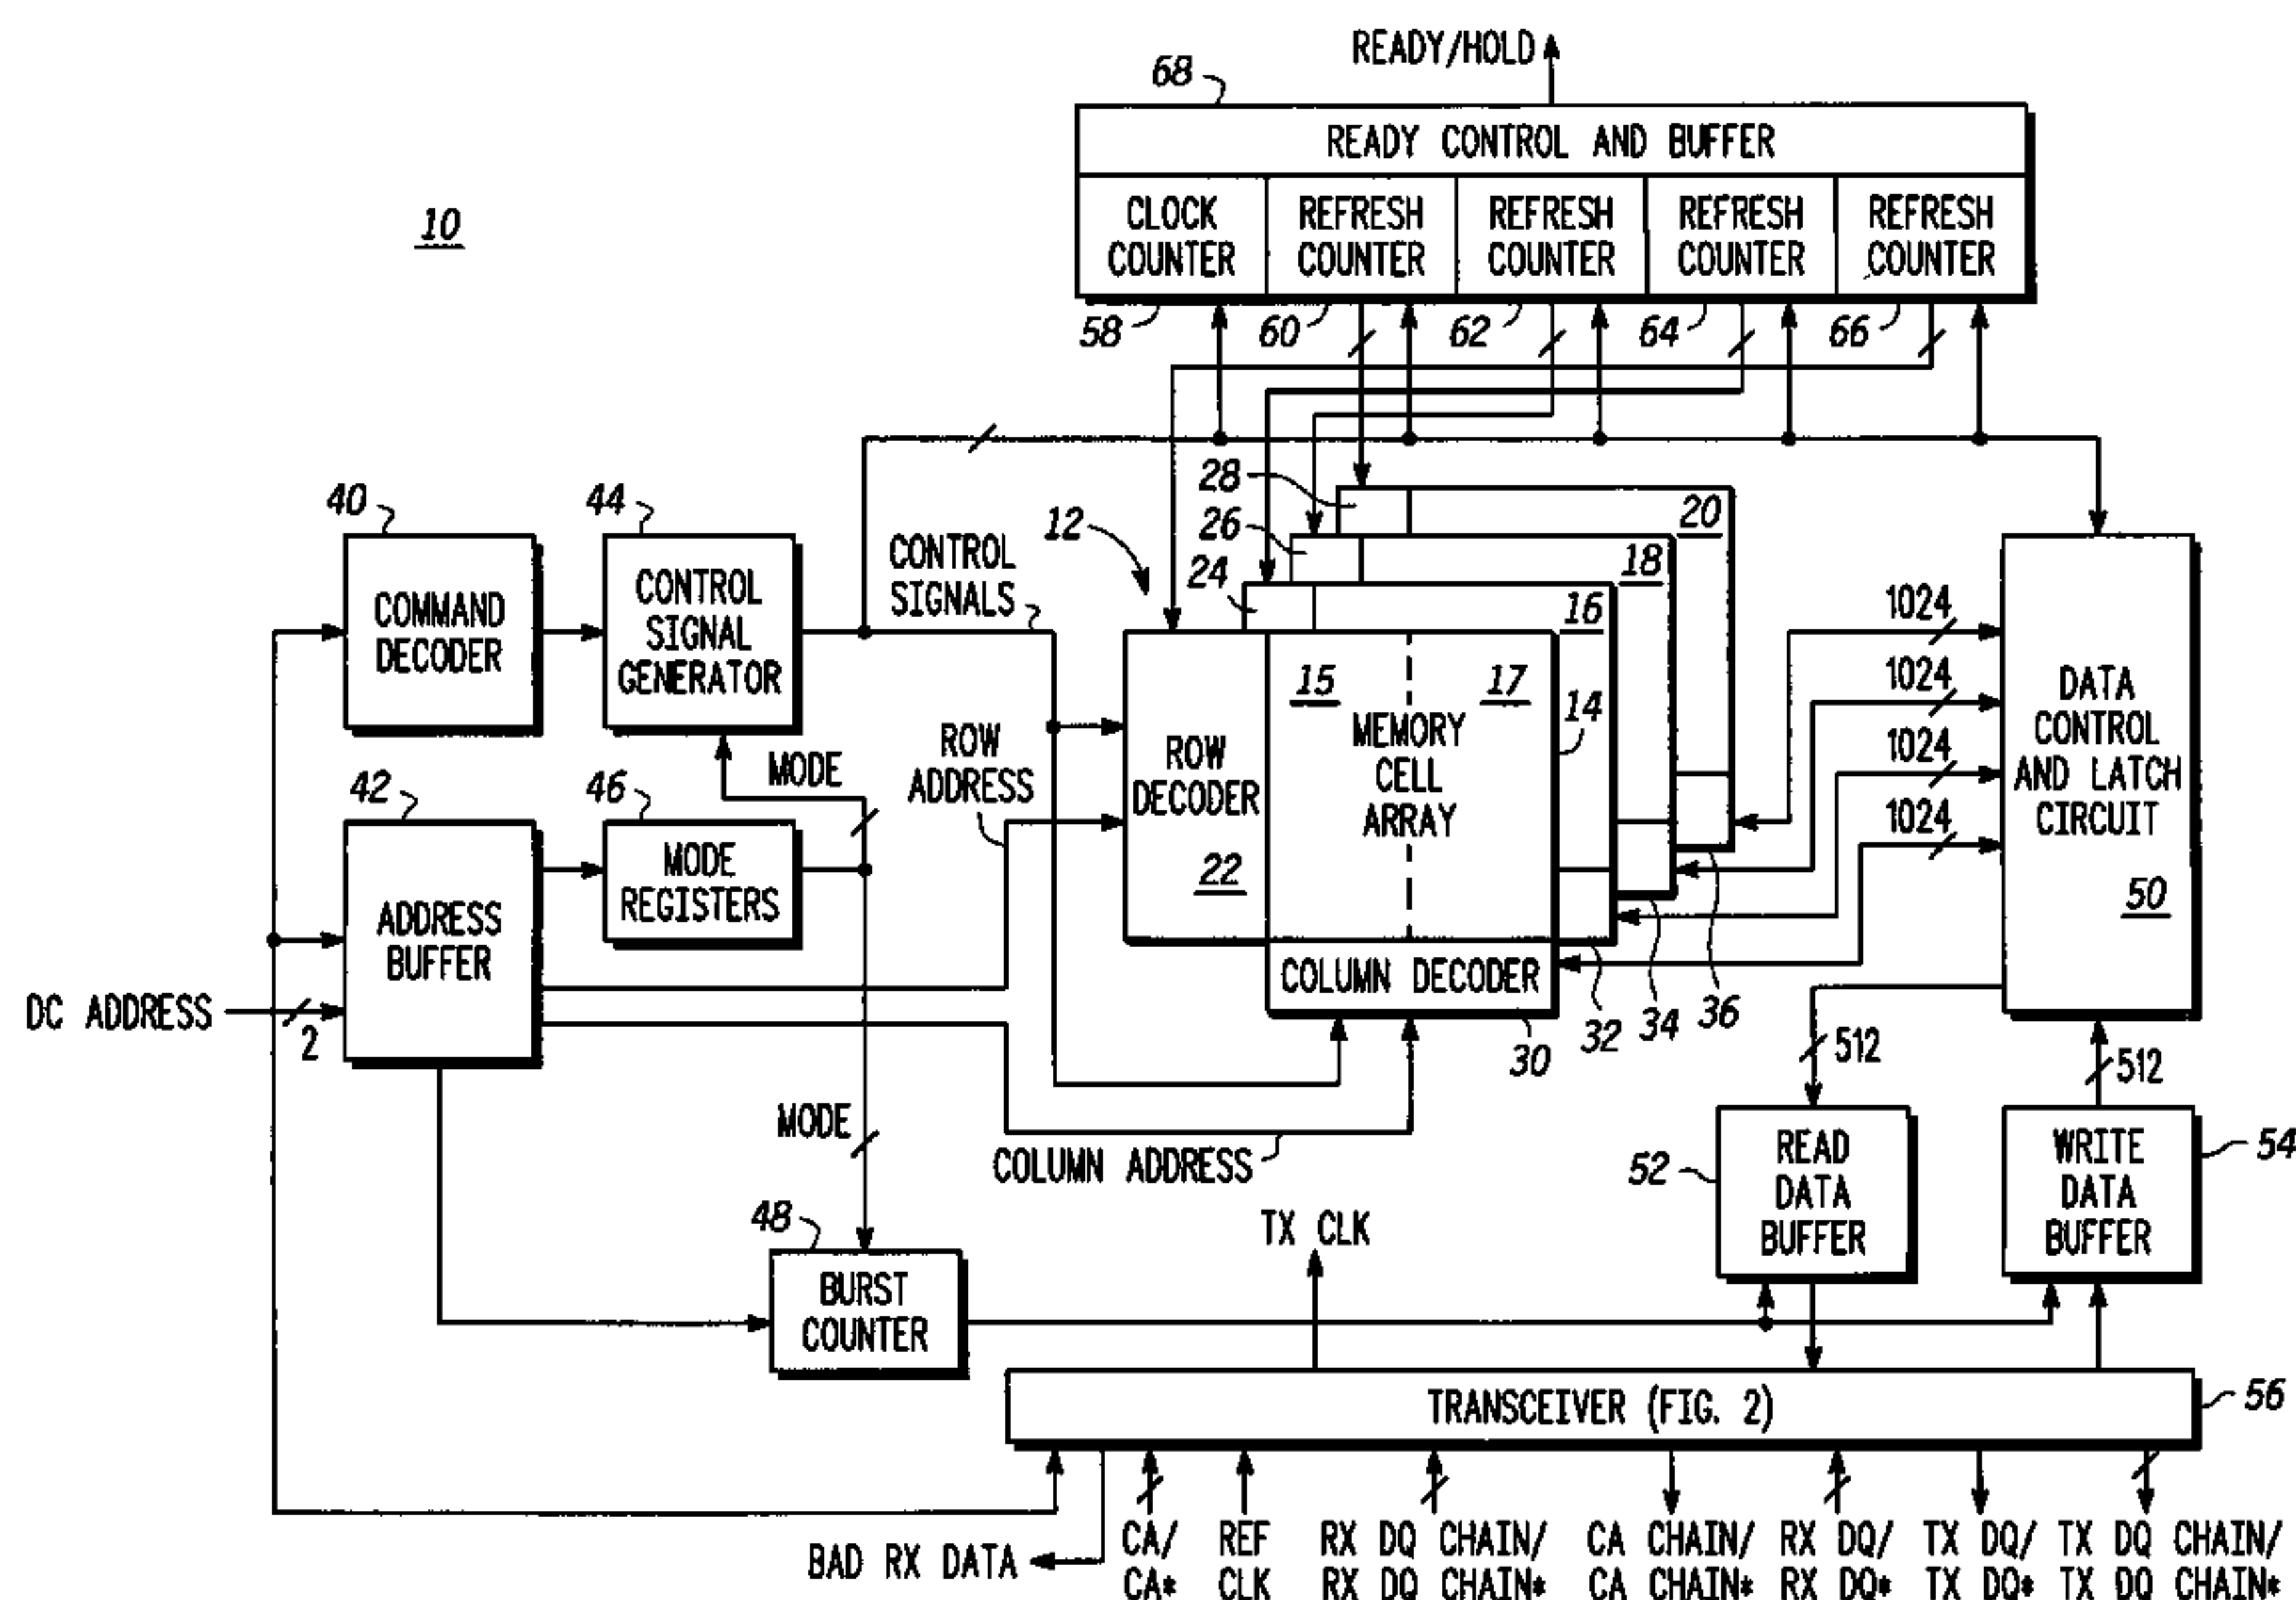 READY/HOLD
68
READY CONTROL AND BUFFER
CLOCK COUNTER
REFRESH COUNTER
REFRESH COUNTER
REFRESH COUNTER
REFRESH COUNTER
10
58
60
62
64
66
28
26
24
12
20
18
16
14
40
COMMAND
DECODER
44
CONTROL
SIGNAL
GENERATOR
CONTROL
SIGNALS
42
ADDRESS
BUFFER
46
MODE
REGISTERS
MODE
ROW
ADDRESS
ROW
DECODER
22
15
17
MEMORY
CELL
ARRAY
COLUMN DECODER
30
32
34
36
1024
1024
1024
1024
DATA
CONTROL
AND LATCH
CIRCUIT
50
DC ADDRESS
2
MODE
COLUMN ADDRESS
512
512
52
READ
DATA
BUFFER
WRITE
DATA
BUFFER
54
48
BURST
COUNTER
TX CLK
TRANSCEIVER (FIG. 2)
56
BAD RX DATA
CA/
CA*
REF
CLK
RX DQ CHAIN/
RX DQ CHAIN*
CA CHAIN/
CA CHAIN*
RX DQ/
RX DQ*
TX DQ/
TX DQ*
TX DQ CHAIN/
TX DQ CHAIN*